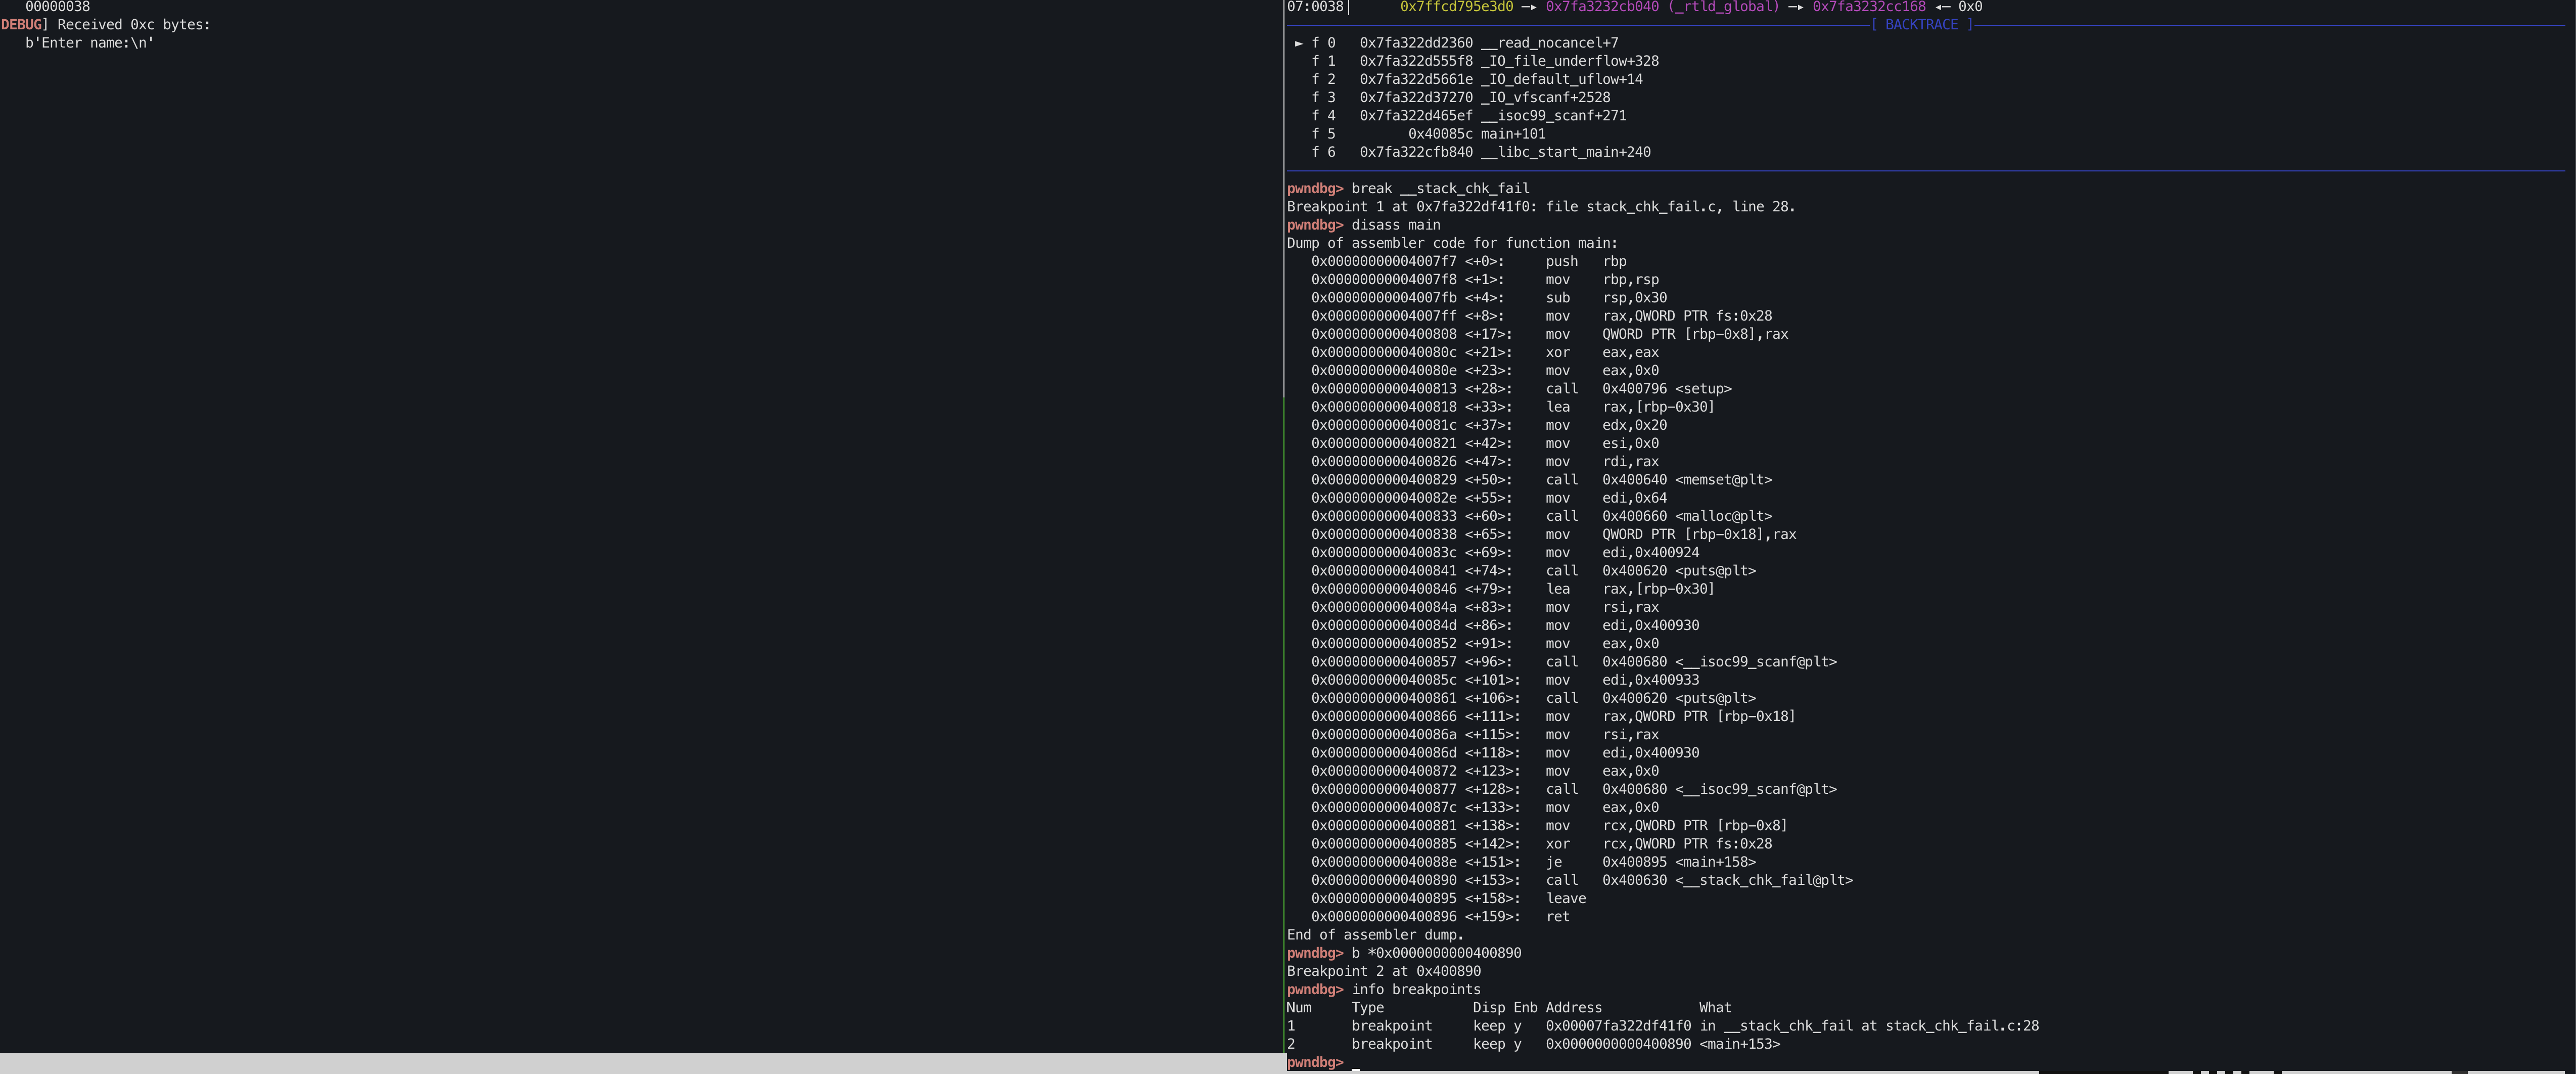 00000038
DEBUG] Received 0xc bytes:
b'Enter name:\n'
07:0038│ 0x7ffcd795e3d0 —▸ 0x7fa3232cb040 (_rtld_global) —▸ 0x7fa3232cc168 ◂— 0x0
[ BACKTRACE ]
► f 0 0x7fa322dd2360 __read_nocancel+7
f 1 0x7fa322d555f8 _IO_file_underflow+328
f 2 0x7fa322d5661e _IO_default_uflow+14
f 3 0x7fa322d37270 _IO_vfscanf+2528
f 4 0x7fa322d465ef __isoc99_scanf+271
f 5 0x40085c main+101
f 6 0x7fa322cfb840 __libc_start_main+240
pwndbg> break __stack_chk_fail
Breakpoint 1 at 0x7fa322df41f0: file stack_chk_fail.c, line 28.
pwndbg> disass main
Dump of assembler code for function main:
0x00000000004007f7 <+0>: push rbp
0x00000000004007f8 <+1>: mov rbp,rsp
0x00000000004007fb <+4>: sub rsp,0x30
0x00000000004007ff <+8>: mov rax,QWORD PTR fs:0x28
0x0000000000400808 <+17>: mov QWORD PTR [rbp-0x8],rax
0x000000000040080c <+21>: xor eax,eax
0x000000000040080e <+23>: mov eax,0x0
0x0000000000400813 <+28>: call 0x400796 <setup>
0x0000000000400818 <+33>: lea rax,[rbp-0x30]
0x000000000040081c <+37>: mov edx,0x20
0x0000000000400821 <+42>: mov esi,0x0
0x0000000000400826 <+47>: mov rdi,rax
0x0000000000400829 <+50>: call 0x400640 <memset@plt>
0x000000000040082e <+55>: mov edi,0x64
0x0000000000400833 <+60>: call 0x400660 <malloc@plt>
0x0000000000400838 <+65>: mov QWORD PTR [rbp-0x18],rax
0x000000000040083c <+69>: mov edi,0x400924
0x0000000000400841 <+74>: call 0x400620 <puts@plt>
0x0000000000400846 <+79>: lea rax,[rbp-0x30]
0x000000000040084a <+83>: mov rsi,rax
0x000000000040084d <+86>: mov edi,0x400930
0x0000000000400852 <+91>: mov eax,0x0
0x0000000000400857 <+96>: call 0x400680 <__isoc99_scanf@plt>
0x000000000040085c <+101>: mov edi,0x400933
0x0000000000400861 <+106>: call 0x400620 <puts@plt>
0x0000000000400866 <+111>: mov rax,QWORD PTR [rbp-0x18]
0x000000000040086a <+115>: mov rsi,rax
0x000000000040086d <+118>: mov edi,0x400930
0x0000000000400872 <+123>: mov eax,0x0
0x0000000000400877 <+128>: call 0x400680 <__isoc99_scanf@plt>
0x000000000040087c <+133>: mov eax,0x0
0x0000000000400881 <+138>: mov rcx,QWORD PTR [rbp-0x8]
0x0000000000400885 <+142>: xor rcx,QWORD PTR fs:0x28
0x000000000040088e <+151>: je 0x400895 <main+158>
0x0000000000400890 <+153>: call 0x400630 <__stack_chk_fail@plt>
0x0000000000400895 <+158>: leave
0x0000000000400896 <+159>: ret
End of assembler dump.
pwndbg> b *0x0000000000400890
Breakpoint 2 at 0x400890
pwndbg> info breakpoints
Num Type Disp Enb Address What
1 breakpoint keep y 0x00007fa322df41f0 in __stack_chk_fail at stack_chk_fail.c:28
2 breakpoint keep y 0x0000000000400890 <main+153>
pwndbg> _